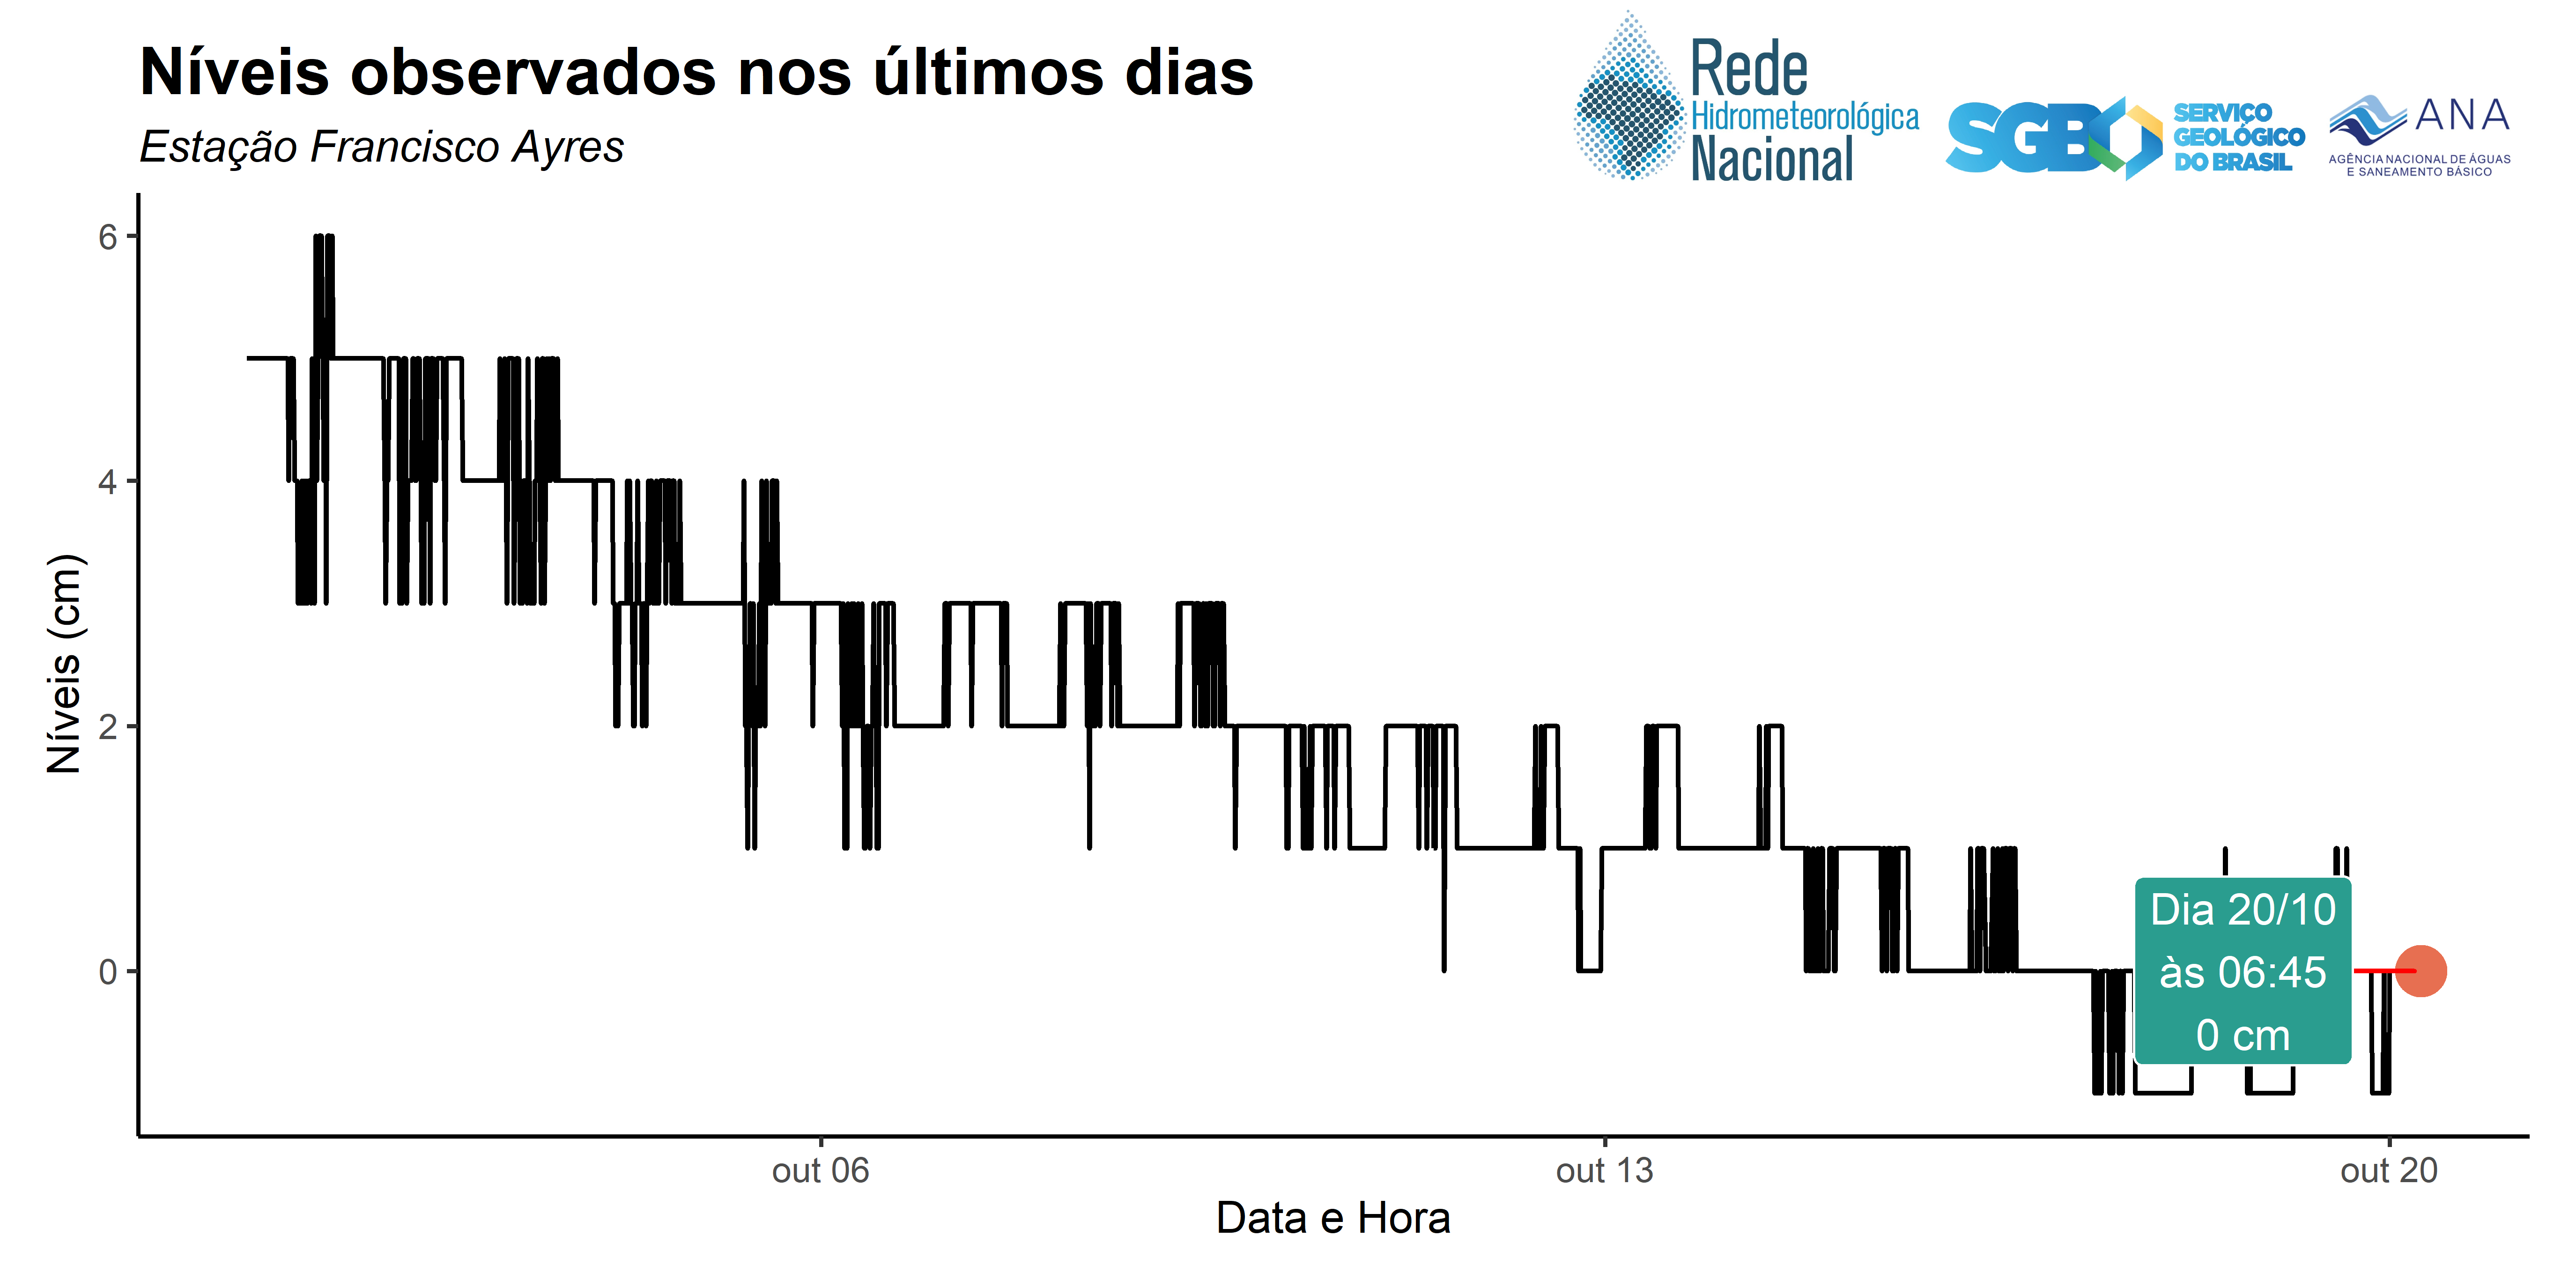 Níveis observados nos últimos dias
Estação Francisco Ayres
Rede
Hidrometeorológica
Nacional
SGB
SERVIÇO
GEOLÓGICO
DO BRASIL
ANA
AGÊNCIA NACIONAL DE ÁGUAS
E SANEAMENTO BÁSICO
Níveis (cm)
6
4
2
0
Dia 20/10
às 06:45
0 cm
out 06
out 13
out 20
Data e Hora